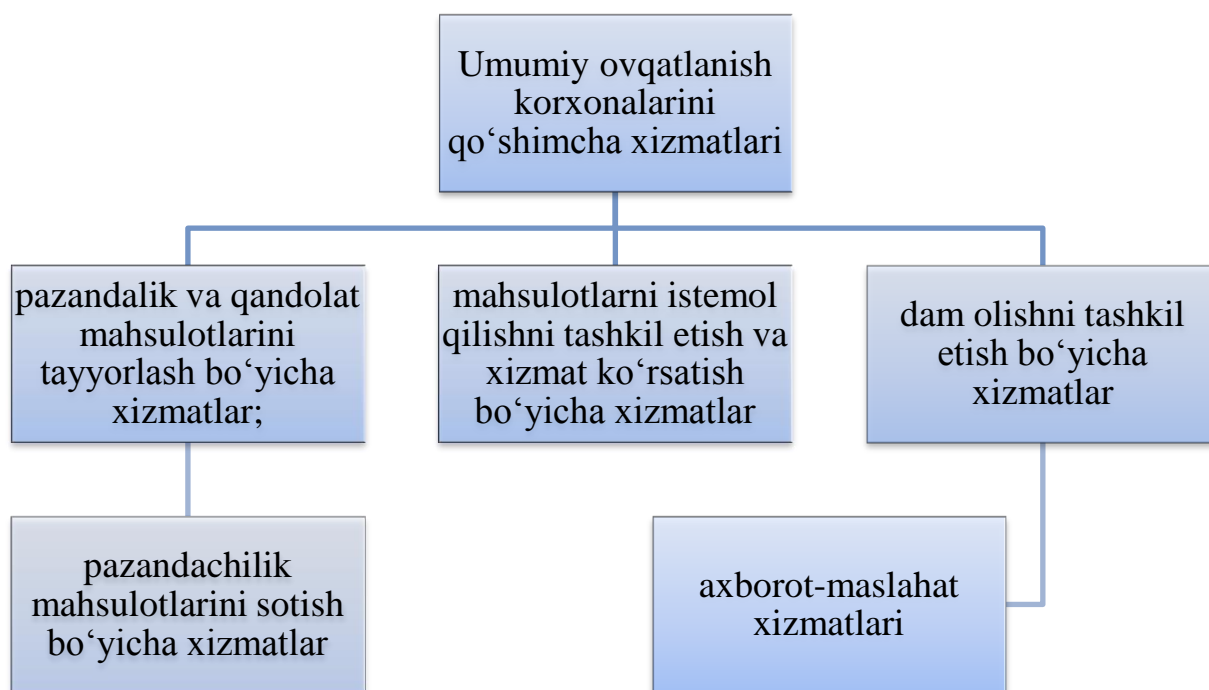 Umumiy ovqatlanish
korxonalarini
qo‘shimcha xizmatlari
pazandalik va qandolat
mahsulotlarini
tayyorlash bo‘yicha
xizmatlar;
mahsulotlarni istemol
qilishni tashkil etish va
xizmat ko‘rsatish
bo‘yicha xizmatlar
dam olishni tashkil
etish bo‘yicha
xizmatlar
pazandachilik
mahsulotlarini sotish
bo‘yicha xizmatlar
axborot-maslahat
xizmatlari